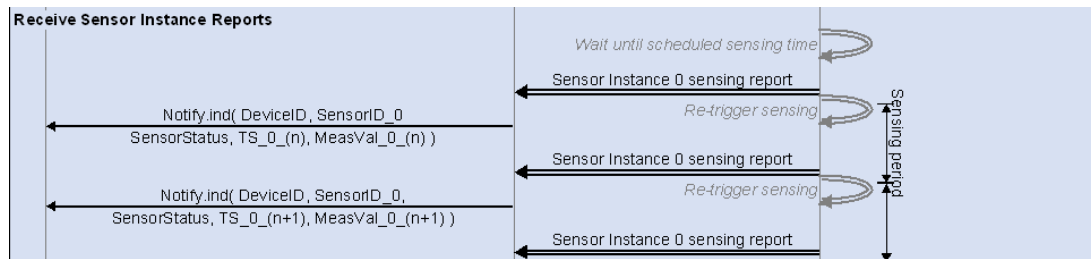 Receive Sensor Instance Reports
Wait until scheduled sensing time
Sensor Instance 0 sensing report
Notify.ind( DeviceID, SensorID_0
SensorStatus, TS_0_(n), MeasVal_0_(n) )
Re-trigger sensing
Sensing period
Sensor Instance 0 sensing report
Notify.ind( DeviceID, SensorID_0,
SensorStatus, TS_0_(n+1), MeasVal_0_(n+1) )
Re-trigger sensing
Sensor Instance 0 sensing report